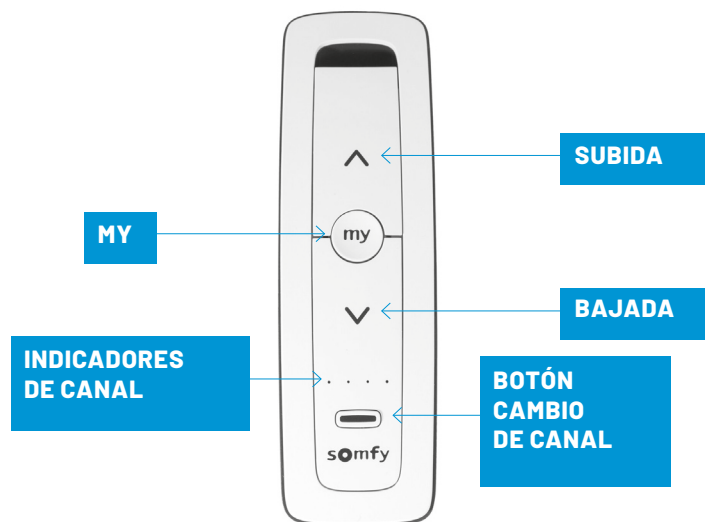 SUBIDA
MY
my
BAJADA
INDICADORES
DE CANAL
BOTÓN
CAMBIO
DE CANAL
somfy